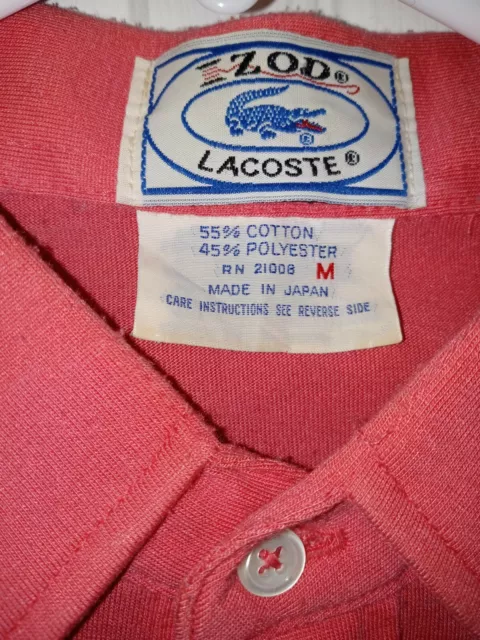 IZOD®
LACOSTE®
55% COTTON
45% POLYESTER
RN 21008 M
MADE IN JAPAN
CARE INSTRUCTIONS SEE REVERSE SIDE